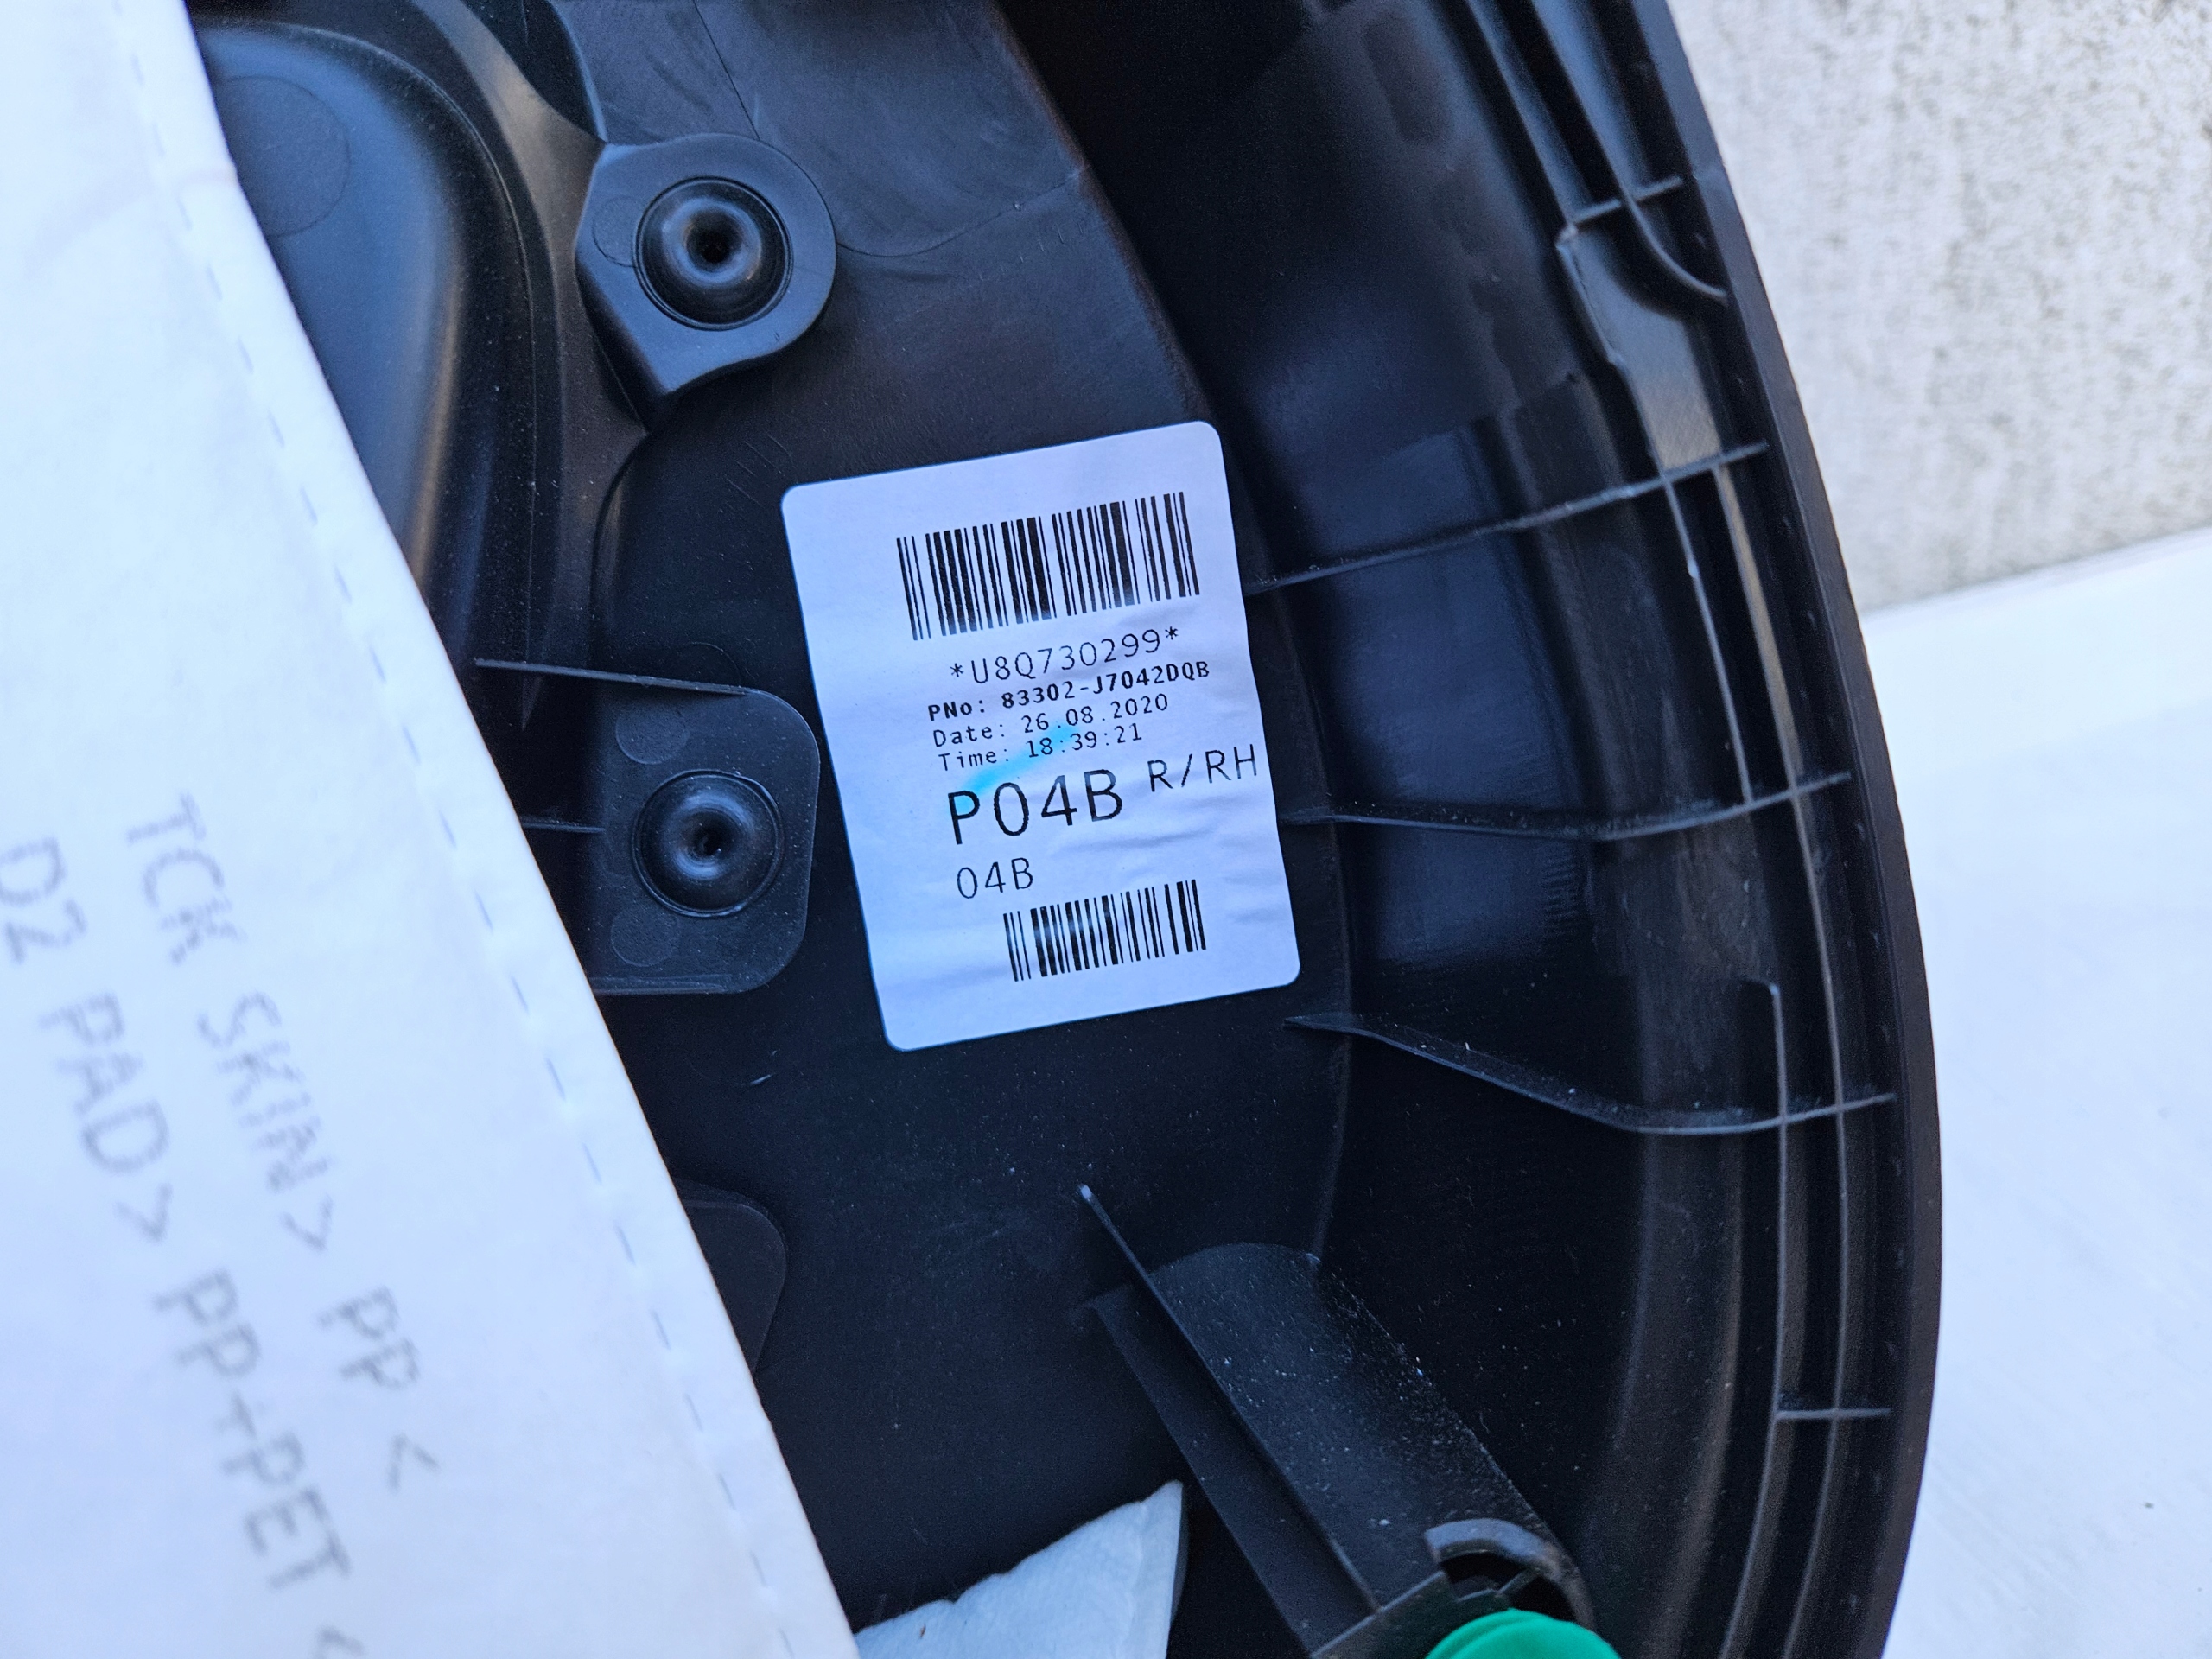 *U8Q730299*
PNo: 83302-J7042DQB
Date: 26.08.2020
Time: 18:39:21
P04B R/RH
04B
TCK SKIN> PP <
D2 PAD> PP+PET <